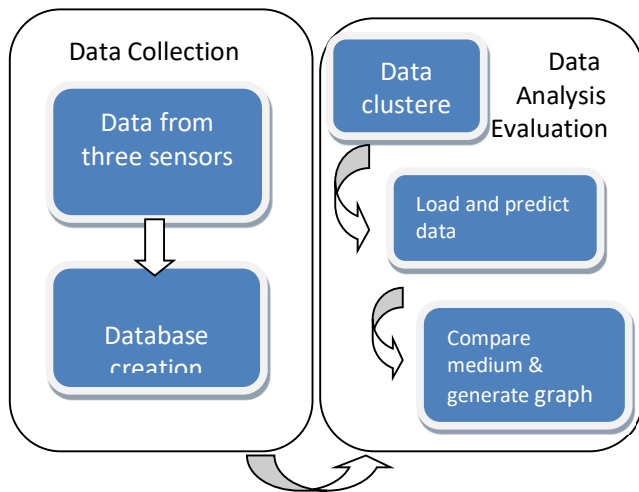 Data Collection
Data from
three sensors
Database
creation
Data
Analysis
Evaluation
Data
clustere
Load and predict
data
Compare
medium &
generate graph